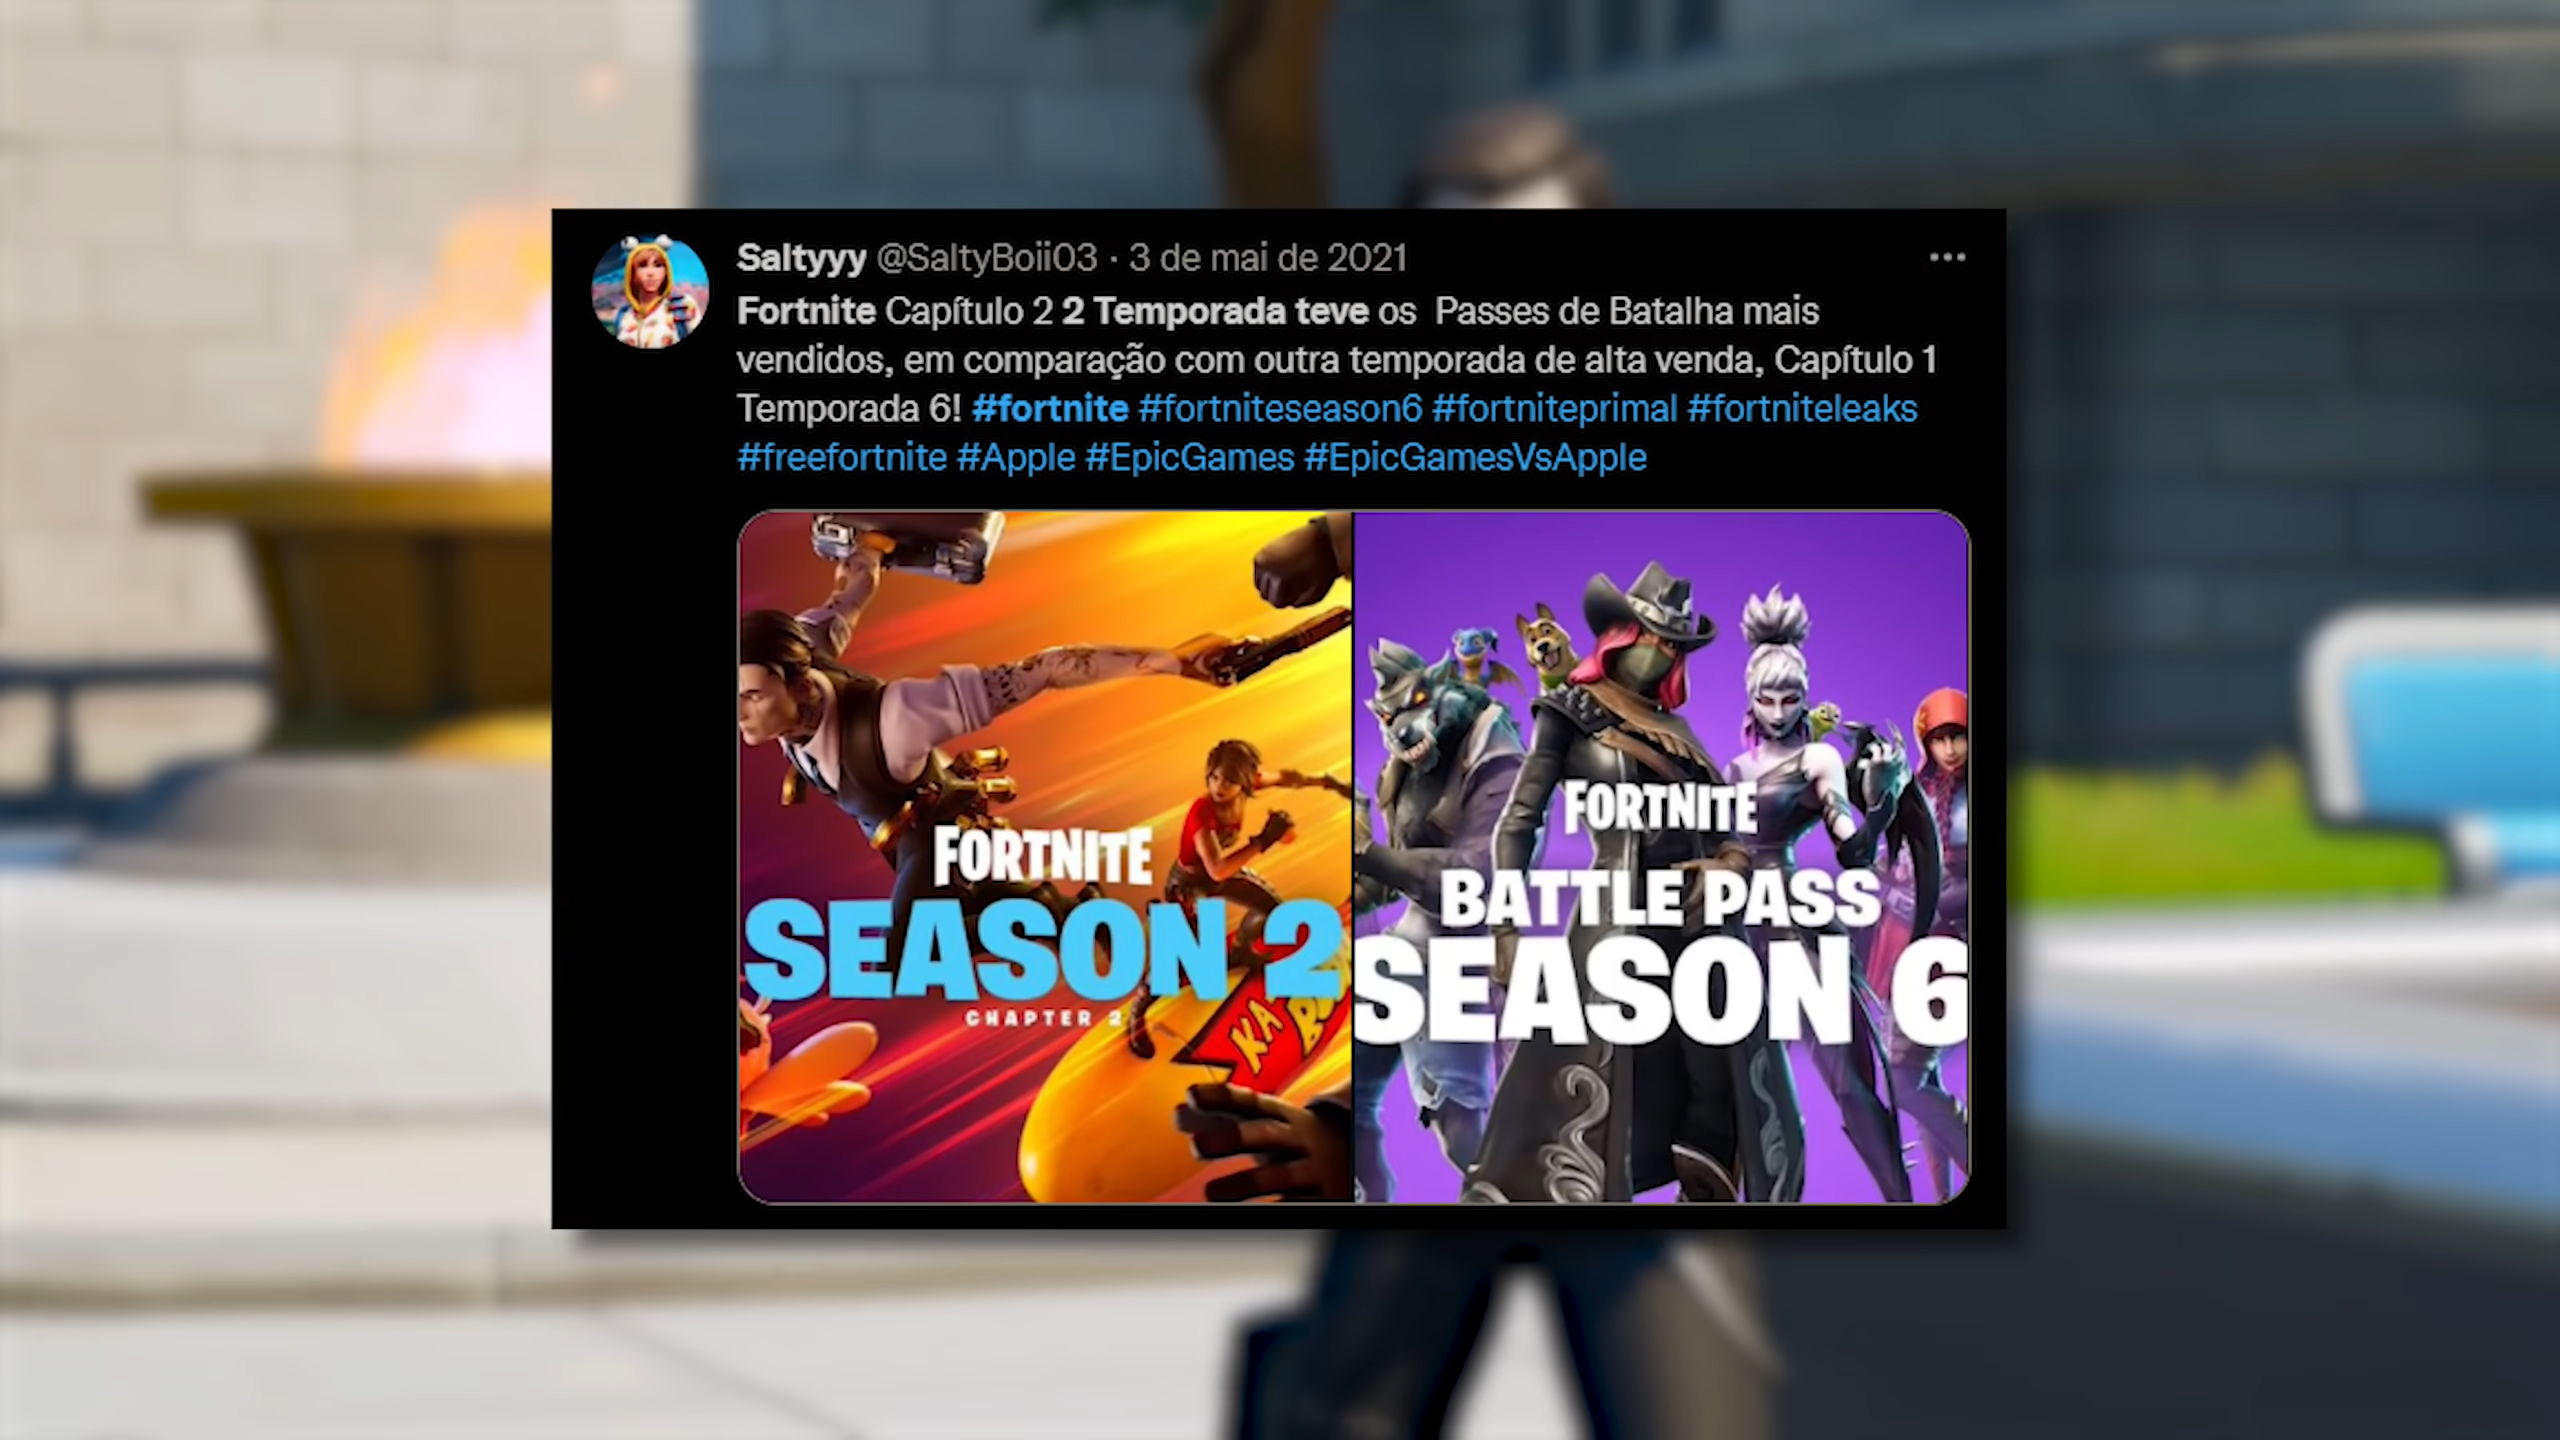 Saltyyy @SaltyBoii03 · 3 de mai de 2021
Fortnite Capítulo 2 2 Temporada teve os Passes de Batalha mais
vendidos, em comparação com outra temporada de alta venda, Capítulo 1
Temporada 6! #fortnite #fortniteseason6 #fortniteprimal #fortniteleaks
#freefortnite #Apple #EpicGames #EpicGamesVsApple
FORTNITE
SEASON 2
CHAPTER 2
KA
FORTNITE
BATTLE PASS
SEASON 6